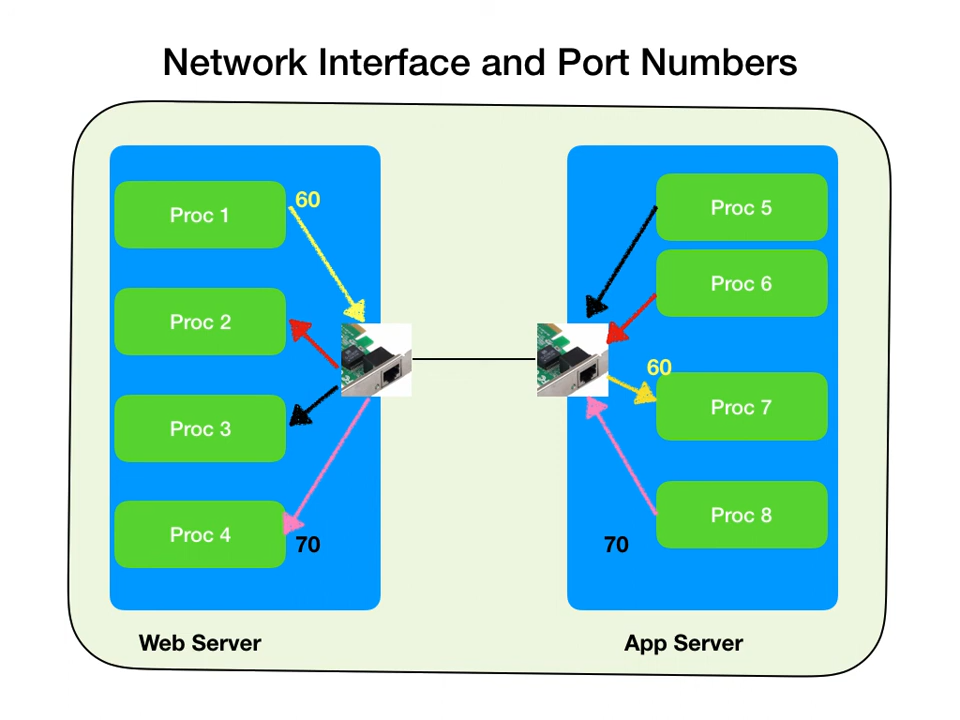 Network Interface and Port Numbers
Proc 1
60
Proc 2
Proc 3
Proc 4
70
Proc 5
Proc 6
60
Proc 7
Proc 8
70
Web Server
App Server